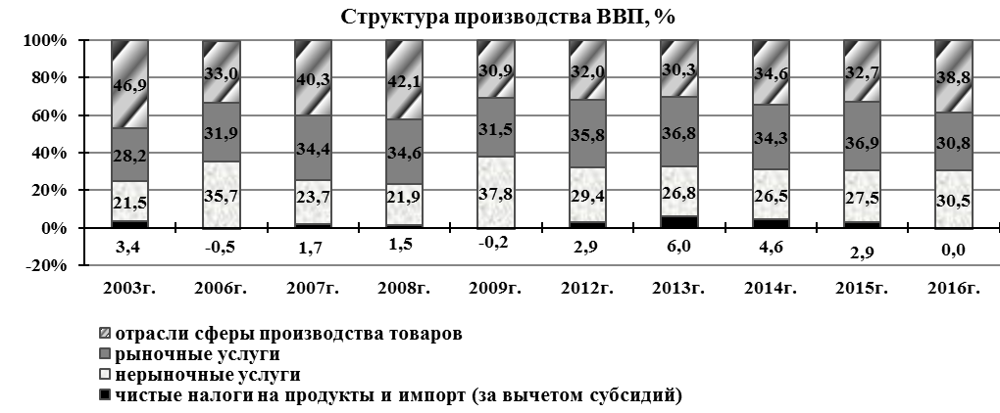 Структура производства ВВП, %
100%
46,9 33,0 40,3 42,1 30,9 32,0 30,3 34,6 32,7 38,8
80%
60%
28,2 31,9 34,4 34,6 31,5 35,8 36,8 34,3 36,9 30,8
40%
20%
21,5 35,7 23,7 21,9 37,8 29,4 26,8 26,5 27,5 30,5
0%
3,4 -0,5 1,7 1,5 -0,2 2,9 6,0 4,6 2,9 0,0
-20%
2003г. 2006г. 2007г. 2008г. 2009г. 2012г. 2013г. 2014г. 2015г. 2016г.
отрасли сферы производства товаров
рыночные услуги
нерыночные услуги
чистые налоги на продукты и импорт (за вычетом субсидий)